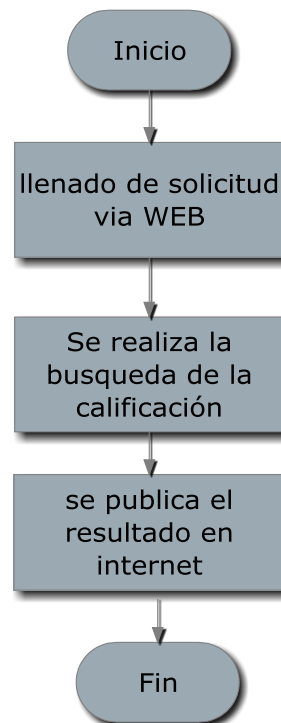 Inicio
llenado de solicitud
via WEB
Se realiza la
busqueda de la
calificación
se publica el
resultado en
internet
Fin